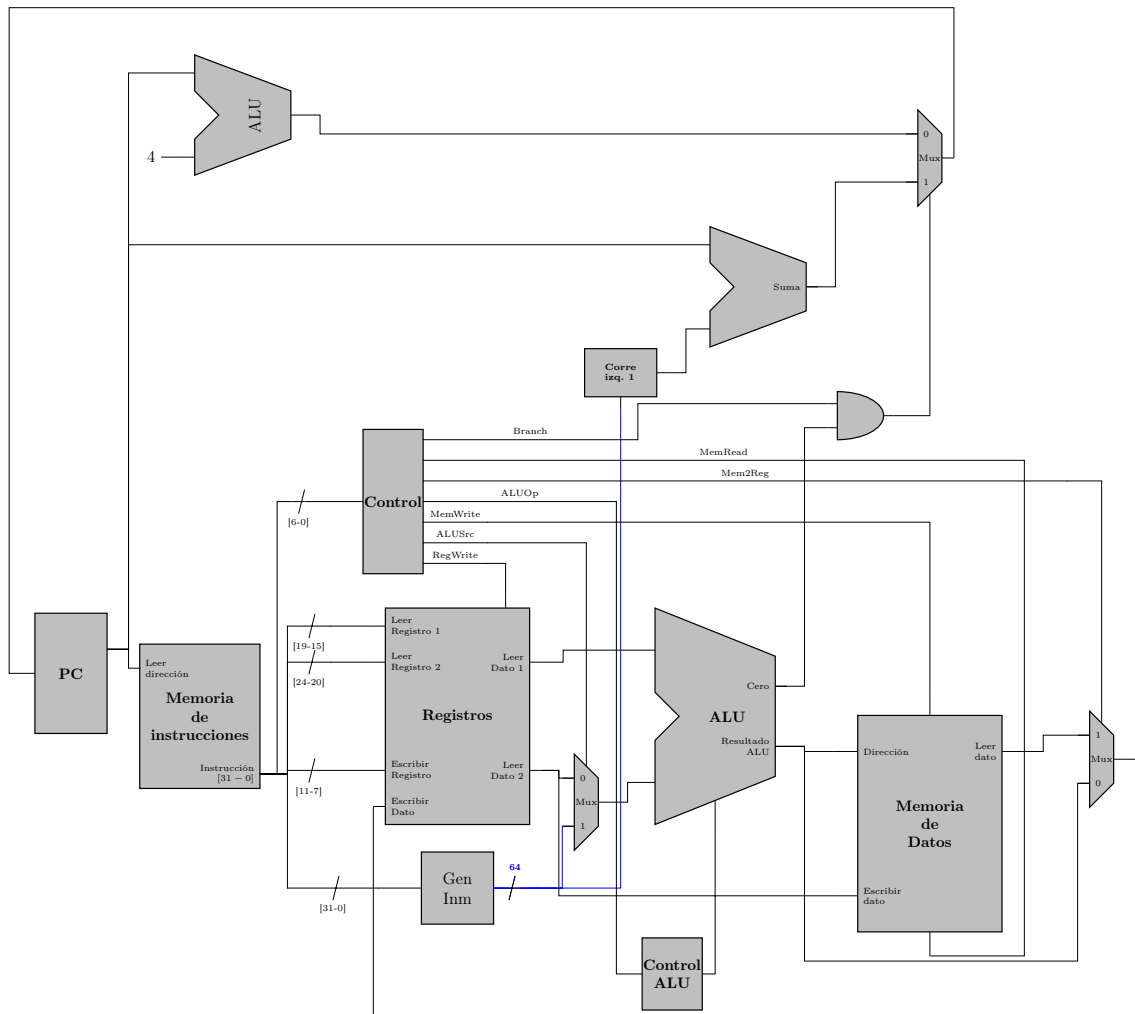 ALU
4
0
Mux
1
Suma
Corre
izq. 1
Branch
MemRead
Mem2Reg
ALUOp
MemWrite
ALUSrc
RegWrite
Control
[6-0]
PC
Leer
dirección
Memoria
de
instrucciones
Instrucción
[31 − 0]
[19-15]
[24-20]
[11-7]
[31-0]
Leer
Registro 1
Leer
Registro 2
Leer
Dato 1
Registros
Escribir
Registro
Leer
Dato 2
Escribir
Dato
0
Mux
1
Gen
Inm
64
Cero
ALU
Resultado
ALU
Control
ALU
Dirección
Leer
dato
Memoria
de
Datos
Escribir
dato
1
Mux
0